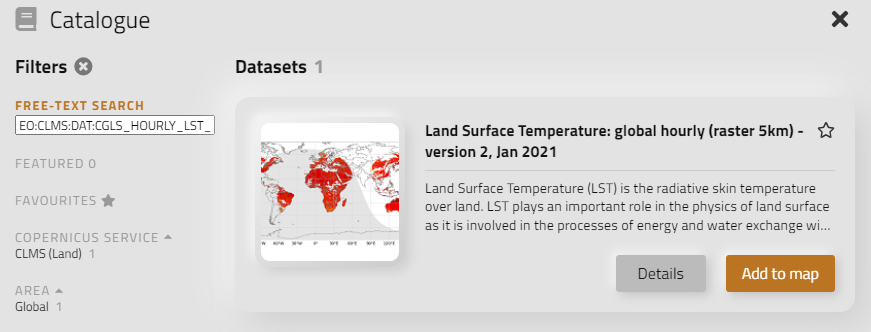 Catalogue
Filters
Datasets 1
FREE-TEXT SEARCH
EO:CLMS:DAT:CGLS_HOURLY_LST_
FEATURED 0
FAVOURITES
COPERNICUS SERVICE
CLMS (Land) 1
AREA
Global 1
Land Surface Temperature: global hourly (raster 5km) -
version 2, Jan 2021
Land Surface Temperature (LST) is the radiative skin temperature
over land. LST plays an important role in the physics of land surface
as it is involved in the processes of energy and water exchange wi...
Details
Add to map